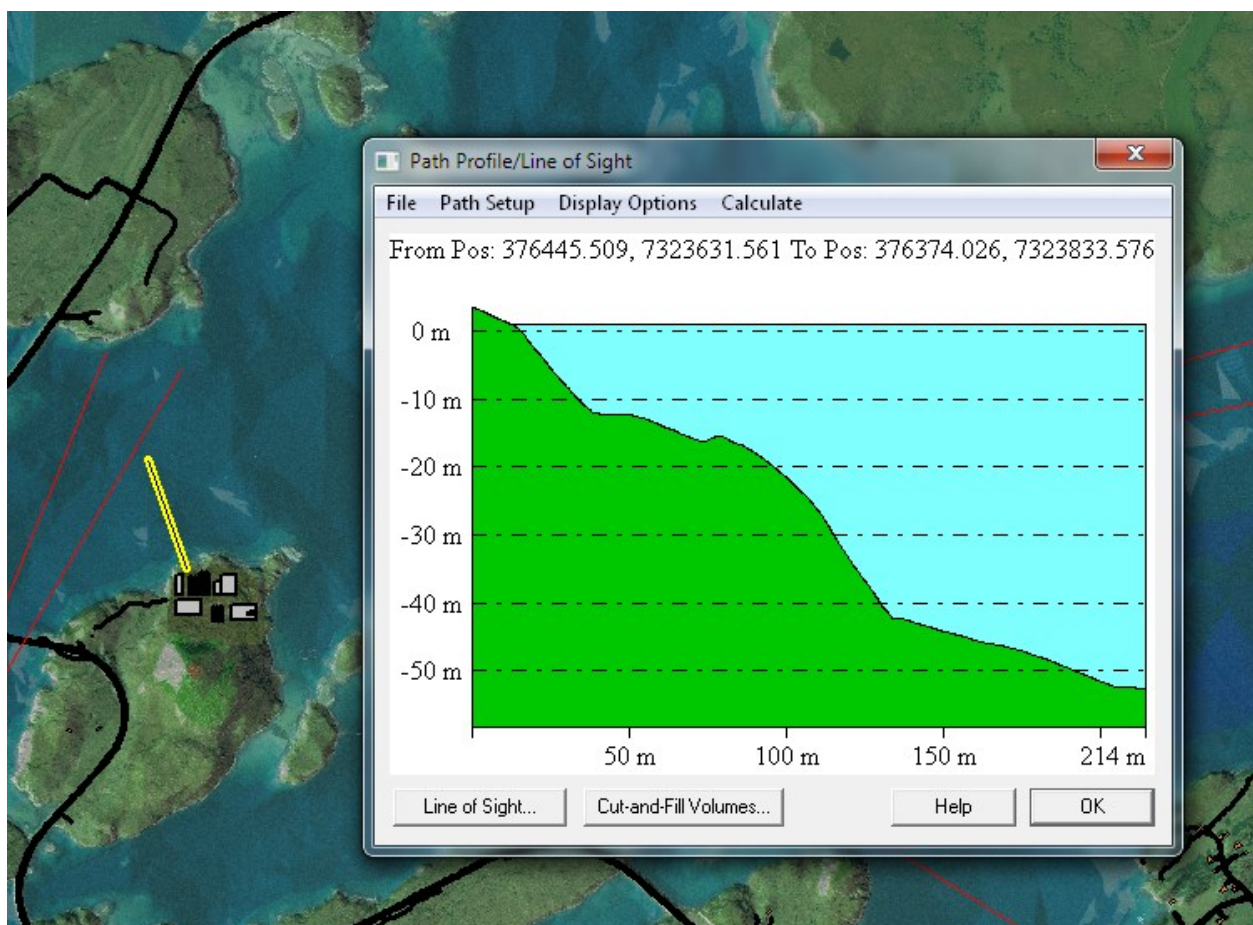 Path Profile/Line of Sight
File Path Setup Display Options Calculate
From Pos: 376445.509, 7323631.561 To Pos: 376374.026, 7323833.576
0 m
-10 m
-20 m
-30 m
-40 m
-50 m
50 m 100 m 150 m 214 m
Line of Sight... Cut-and-Fill Volumes... Help OK